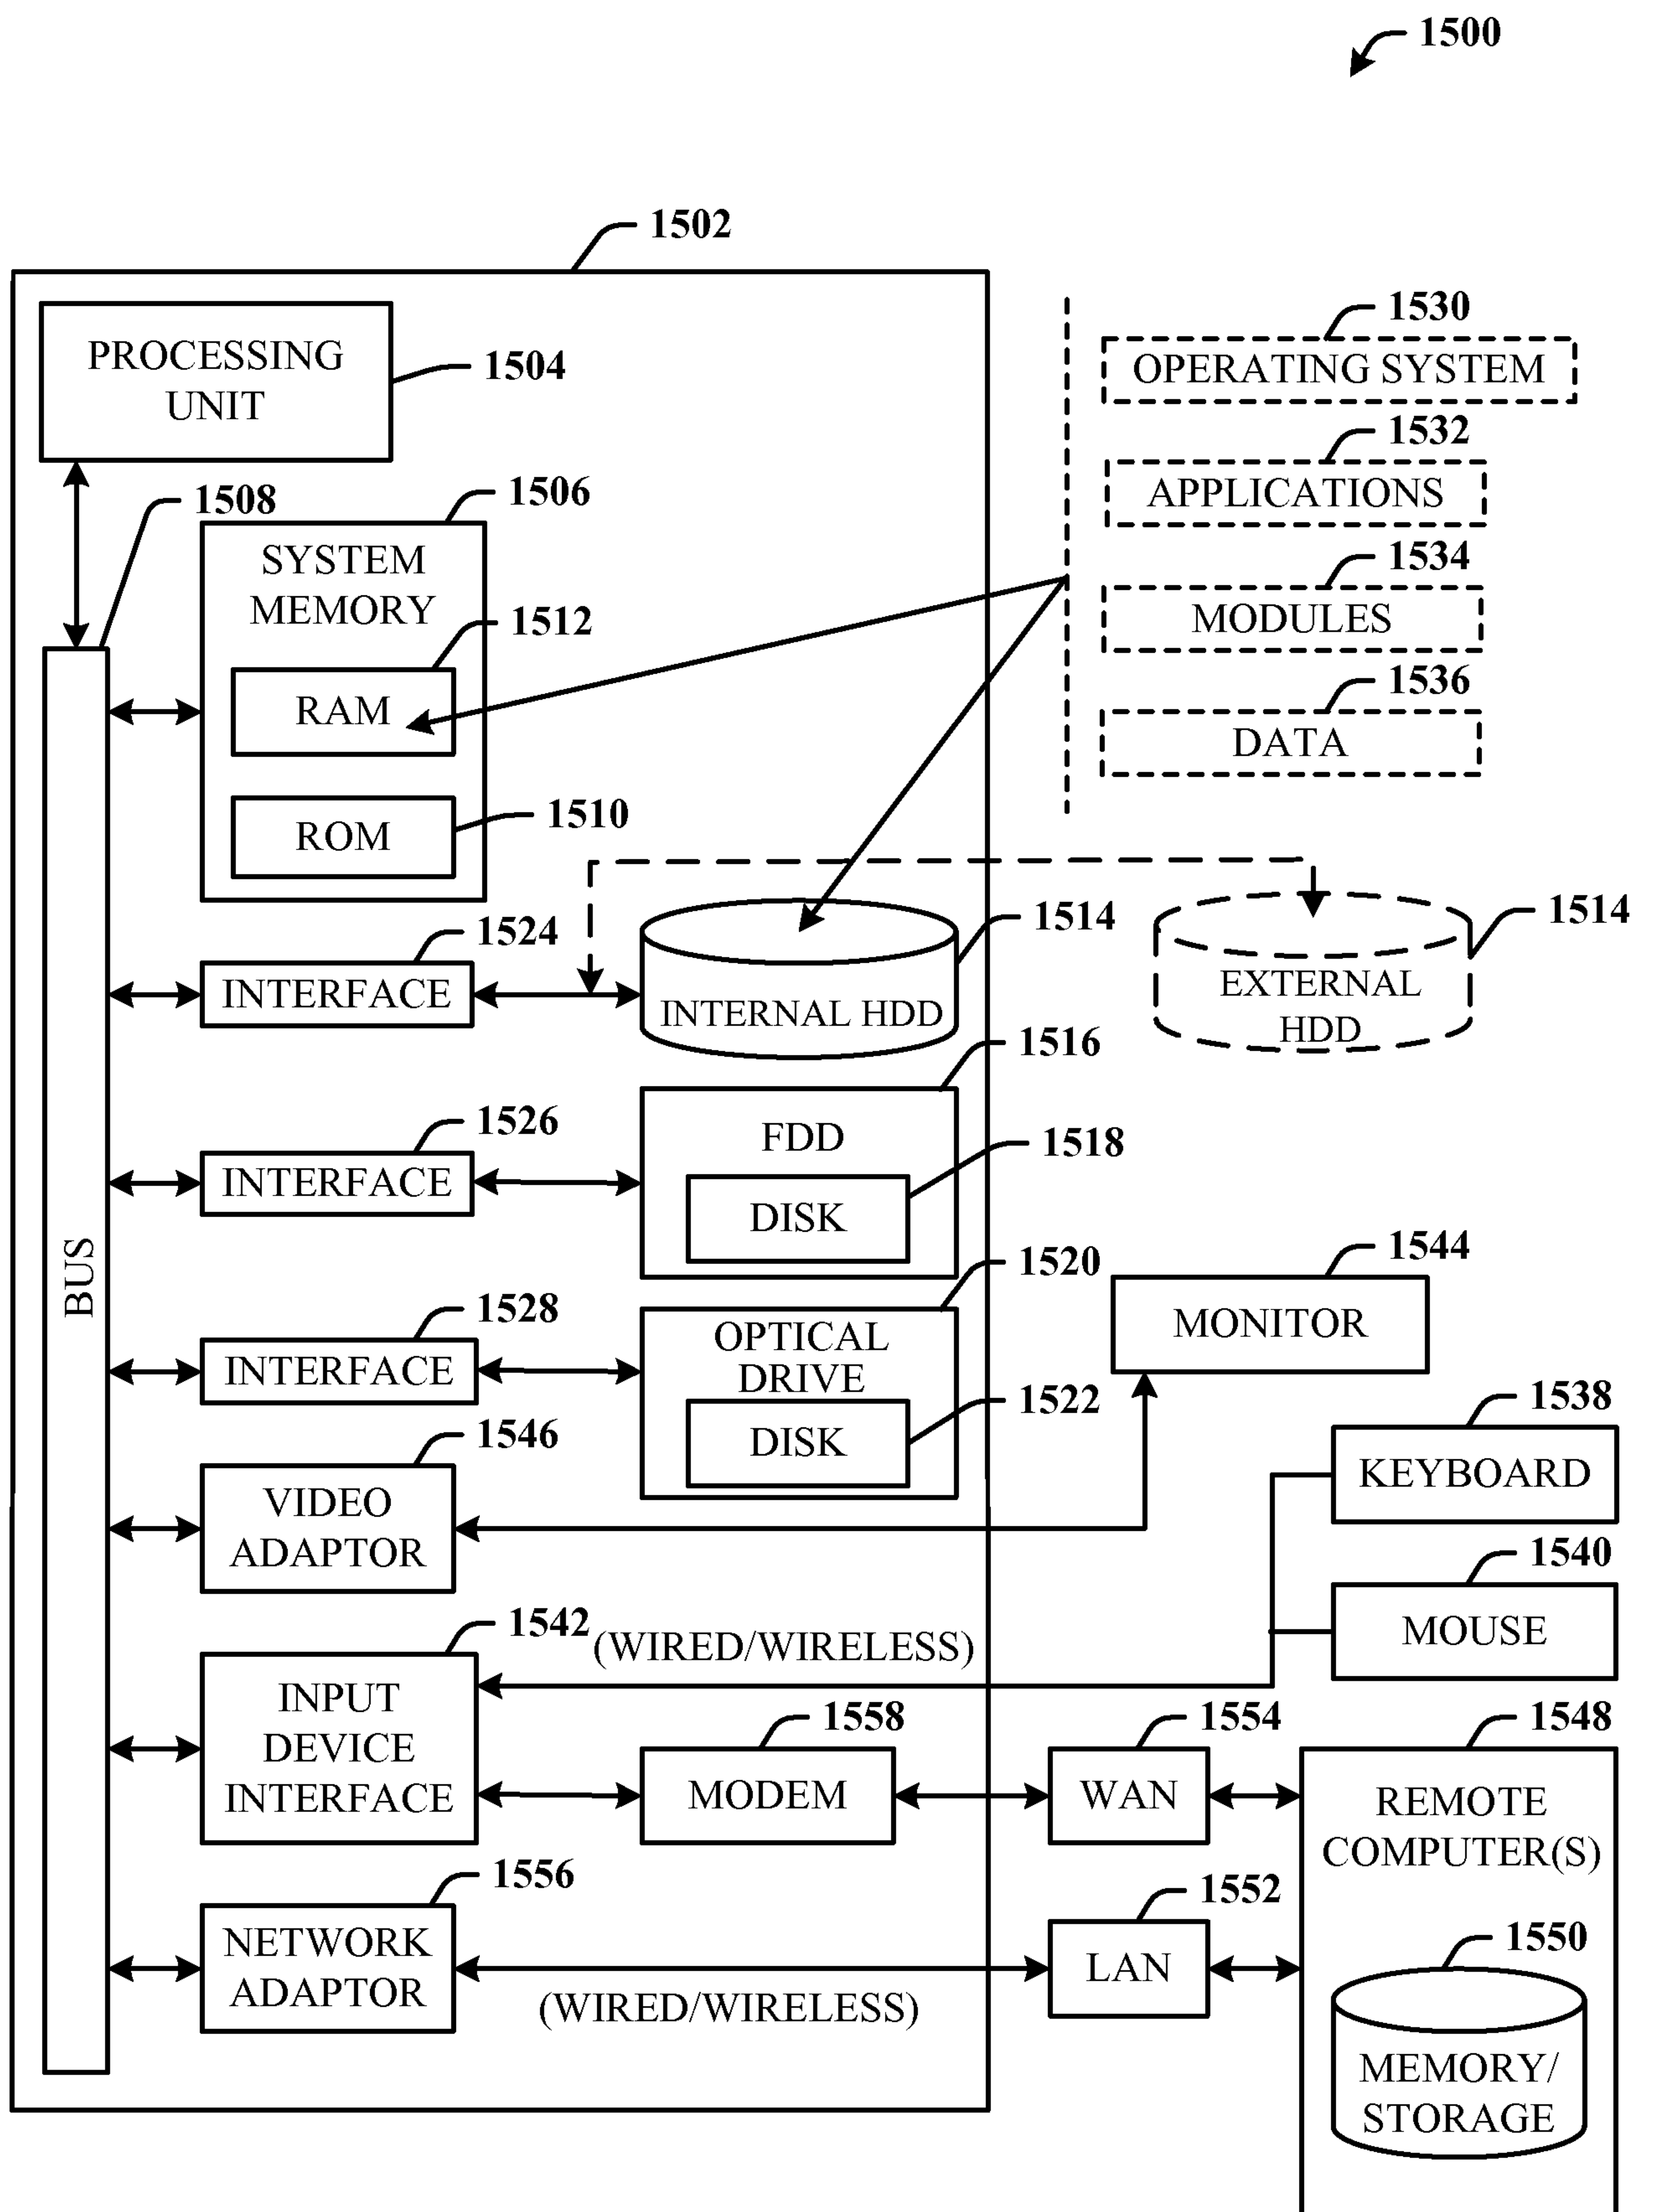 1500
1502
PROCESSING
UNIT
1504
1530
OPERATING SYSTEM
1532
APPLICATIONS
1534
MODULES
1536
DATA
1508
1506
SYSTEM
MEMORY
1512
RAM
1510
ROM
BUS
1524
INTERFACE
1514
INTERNAL HDD
1514
EXTERNAL
HDD
1526
INTERFACE
1516
FDD
1518
DISK
1528
INTERFACE
1520
OPTICAL
DRIVE
1522
DISK
1544
MONITOR
1546
VIDEO
ADAPTOR
1538
KEYBOARD
1540
MOUSE
1542
(WIRED/WIRELESS)
INPUT
DEVICE
INTERFACE
1558
MODEM
1554
WAN
1548
REMOTE
COMPUTER(S)
1556
NETWORK
ADAPTOR
(WIRED/WIRELESS)
1552
LAN
1550
MEMORY/
STORAGE